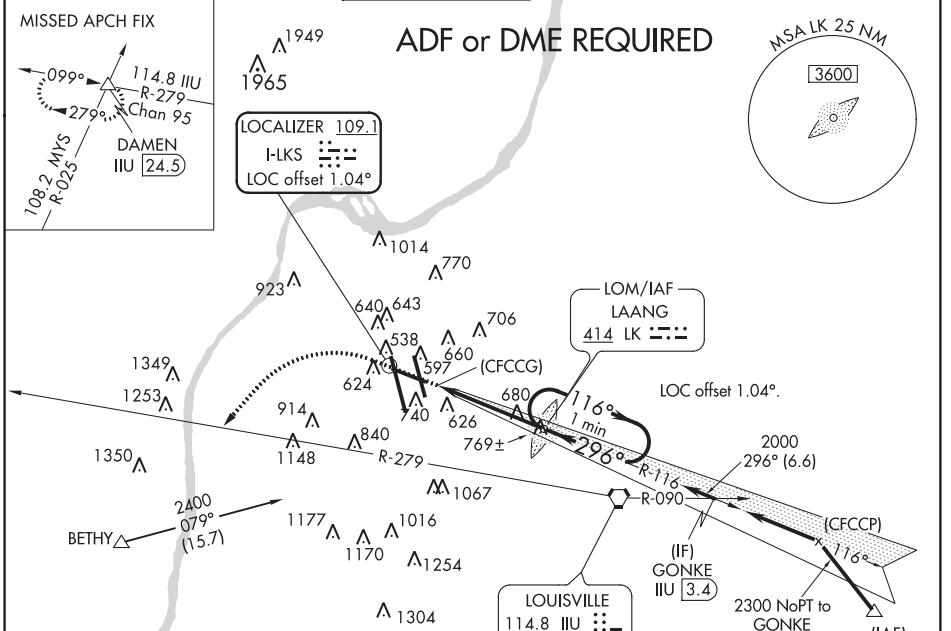 MISSED APCH FIX
099°
114.8 IIU
R-279
Chan 95
279°
DAMEN
IIU 24.5
108.2 MYS
R-025
1949
1965
ADF or DME REQUIRED
MSA LK 25 NM
3600
LOCALIZER 109.1
I-LKS
LOC offset 1.04°
1014
770
923
640
643
706
538
660
597
(CFCCG)
624
740
626
680
LOM/IAF
LAANG
414 LK
LOC offset 1.04°.
116°
1 min
769±
296°
R-116
2000
296° (6.6)
1349
1253
914
840
1148
R-279
1350
1067
R-090
2400
079°
(15.7)
BETHY
1177
1016
1170
1254
1304
(IF)
GONKE
IIU 3.4
(CFCCP)
116°
2300 NoPT to
GONKE
(IAF)
LOUISVILLE
114.8 IIU